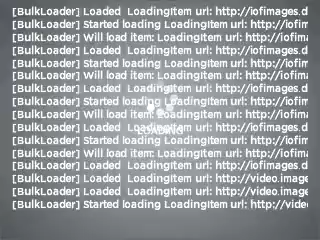 [BulkLoader] Loaded LoadingItem url: http://iofimages.d
[BulkLoader] Started loading LoadingItem url: http://iofim
[BulkLoader] Will load item: LoadingItem url: http://iofima
[BulkLoader] Loaded LoadingItem url: http://iofimages.d
[BulkLoader] Started loading LoadingItem url: http://iofim
[BulkLoader] Will load item: LoadingItem url: http://iofima
[BulkLoader] Loaded LoadingItem url: http://iofimages.d
[BulkLoader] Started loading LoadingItem url: http://iofim
[BulkLoader] Will load item: LoadingItem url: http://iofima
[BulkLoader] Loaded LoadingItem url: http://iofimages.d
LOADING
[BulkLoader] Started loading LoadingItem url: http://iofim
[BulkLoader] Will load item: LoadingItem url: http://iofima
[BulkLoader] Loaded LoadingItem url: http://iofimages.d
[BulkLoader] Loaded LoadingItem url: http://video.image
[BulkLoader] Loaded LoadingItem url: http://video.image
[BulkLoader] Started loading LoadingItem url: http://vide